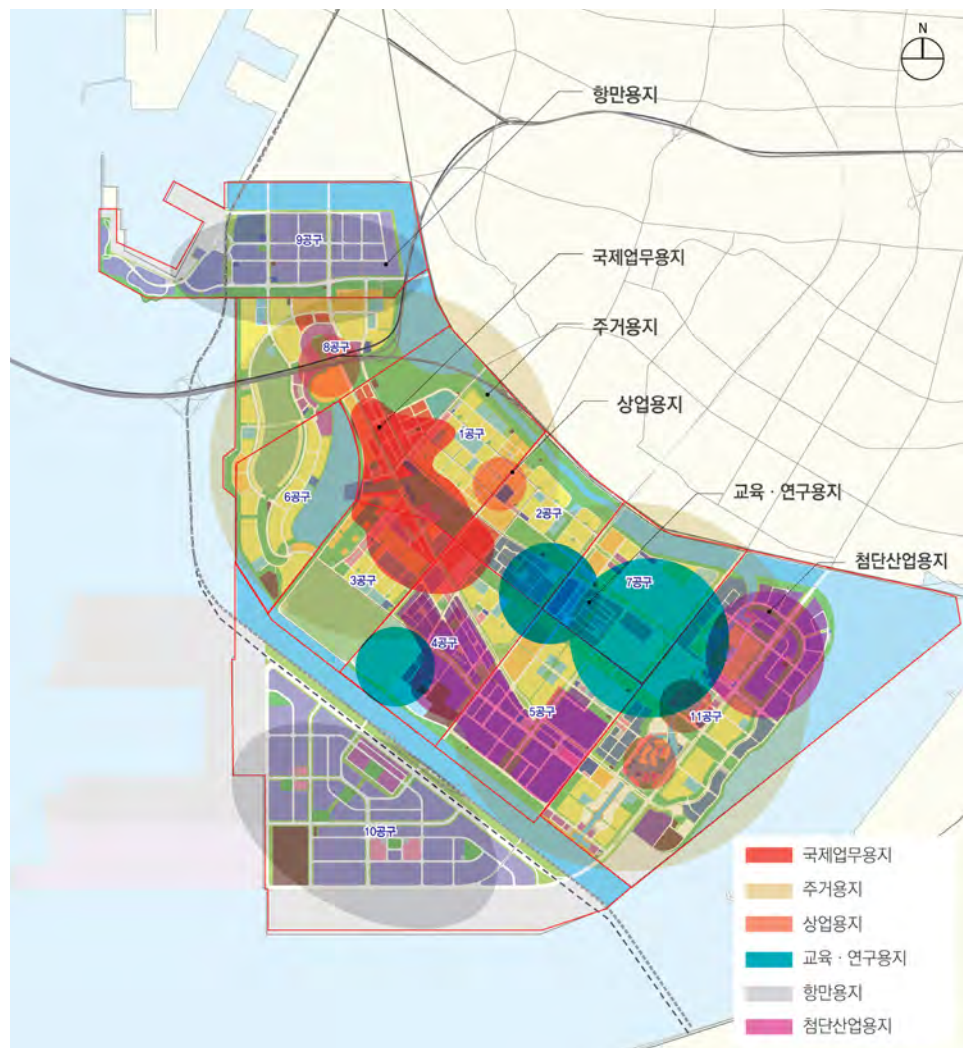 N
항만용지
9공구
국제업무용지
주거용지
8공구
상업용지
1공구
교육 · 연구용지
6공구
2공구
첨단산업용지
3공구
7공구
4공구
5공구
11공구
10공구
국제업무용지
주거용지
상업용지
교육 · 연구용지
항만용지
첨단산업용지